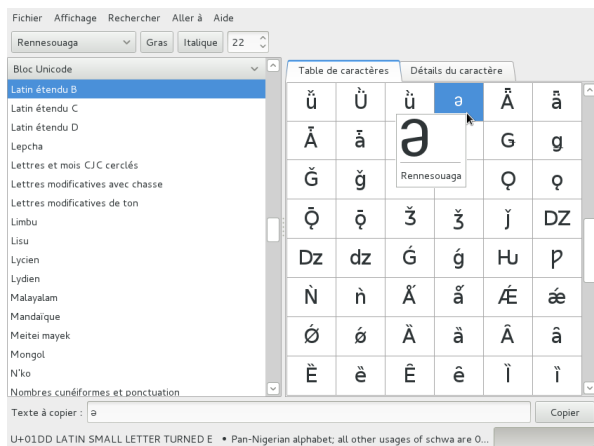 Fichier Affichage Rechercher Aller à Aide
Rennesouaga Gras Italique 22
Bloc Unicode
Latin étendu B
Latin étendu C
Latin étendu D
Lepcha
Lettres et mois CJC cerclés
Lettres modificatives avec chasse
Lettres modificatives de ton
Limbu
Lisu
Lycien
Lydien
Malayalam
Mandaïque
Meitei mayek
Mongol
N'ko
Nombres cunéiformes et ponctuation
Table de caractères Détails du caractère
ǚ Ǜ ǜ ǝ Ǟ ǟ
Ǡ ǡ ǝ G g
Rennesouaga
Ǧ ǧ Ǫ ǫ
Ǭ ǭ Ǯ ǯ ǰ DZ
Dz dz Ǵ ǵ Ƕ Ƿ
Ǹ ǹ Ǻ ǻ Ǽ ǽ
Ǿ ǿ Ȁ ȁ Ȃ ȃ
Ȅ ȅ Ȇ ȇ Ȉ ȉ
Texte à copier : ǝ Copier
U+01DD LATIN SMALL LETTER TURNED E • Pan-Nigerian alphabet; all other usages of schwa are 0...